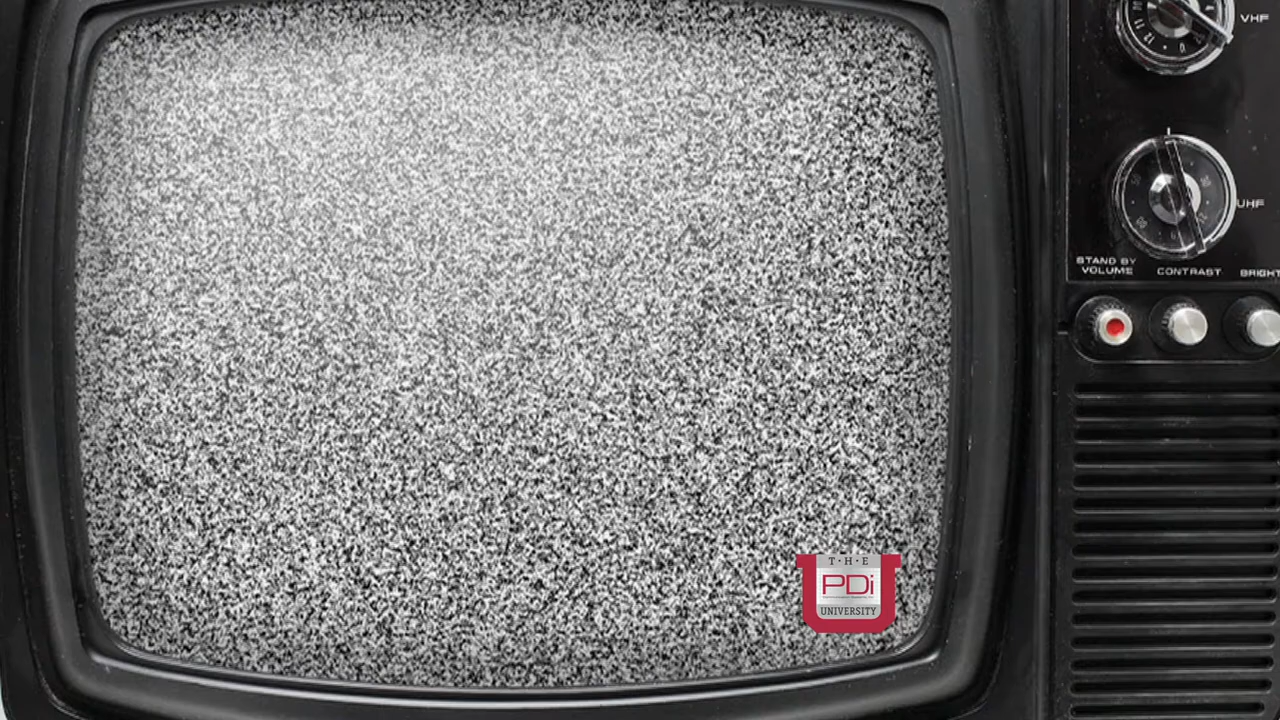 VHF
UHF
STAND BY
VOLUME
CONTRAST
BRIGHT
T·H·E
PDi
UNIVERSITY